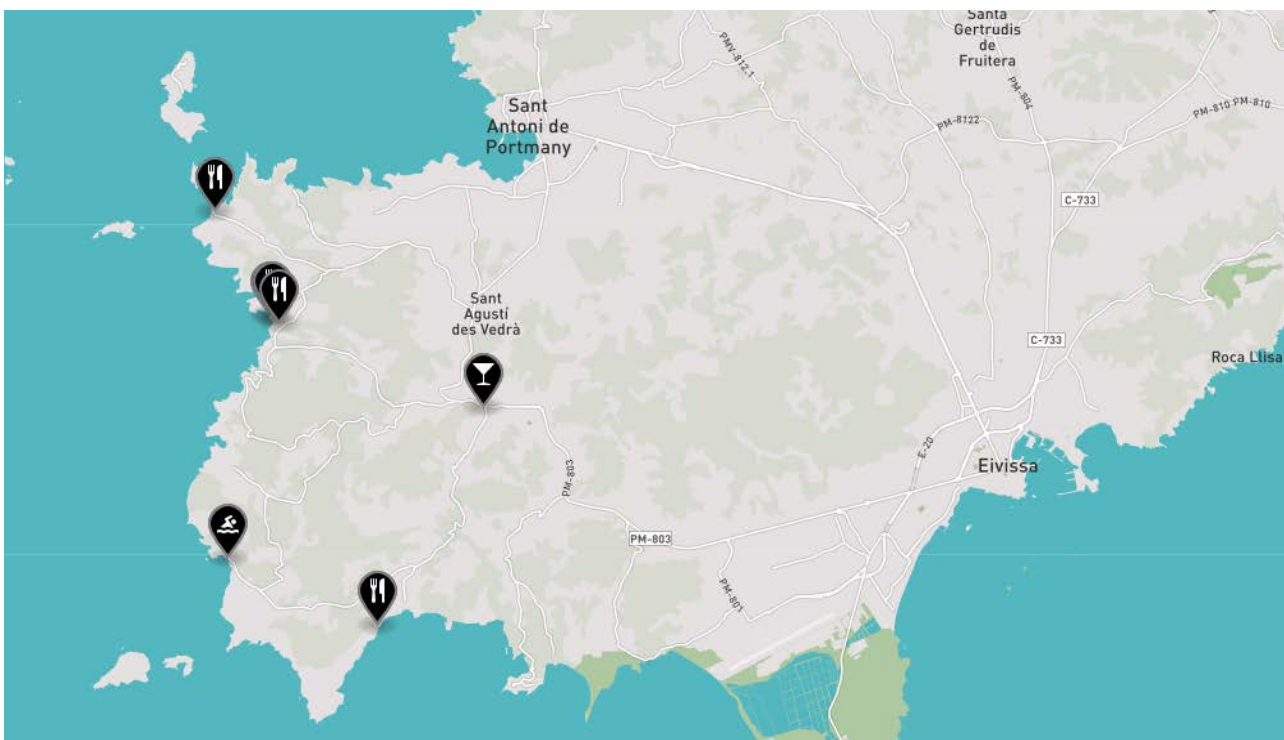 Santa
Gertrudis
de
Fruitera
PMV-812.1
PM-804
PM-810 PM-810
Sant
Antoni de
Portmany
PM-8122
C-733
Sant
Agustí
des Vedrà
C-733
Roca Llisa
E-20
Eivissa
PM-803
PM-803
PM-801